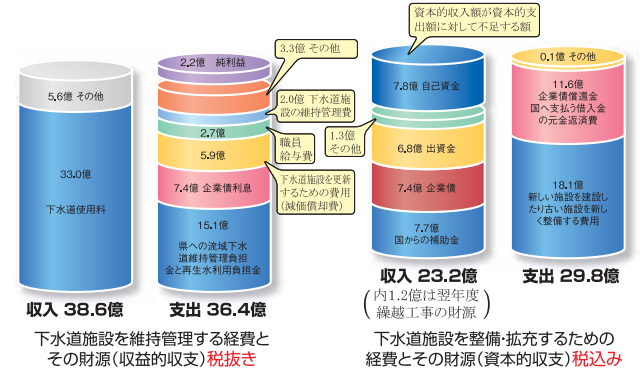 5.6億 その他
33.0億
下水道使用料
収入 38.6億
2.2億 純利益
3.3億 その他
2.0億 下水道施
設の維持管理費
2.7億
職員
給与費
5.9億
下水道施設を更新
するための費用
(減価償却費)
7.4億 企業債利息
15.1億
県への流域下水
道維持管理負担
金と再生水利用負担金
支出 36.4億
下水道施設を維持管理する経費と
その財源(収益的収支)税抜き
資本的収入額が資本的支
出額に対して不足する額
7.8億 自己資金
1.3億
その他
6.8億 出資金
7.4億 企業債
7.7億
国からの補助金
収入 23.2億
(内1.2億は翌年度
繰越工事の財源)
0.1億 その他
11.6億
企業債償還金
国へ支払う借入金
の元金返済費
18.1億
新しい施設を建設し
たり古い施設を新し
く整備する費用
支出 29.8億
下水道施設を整備・拡充するための
経費とその財源(資本的収支)税込み